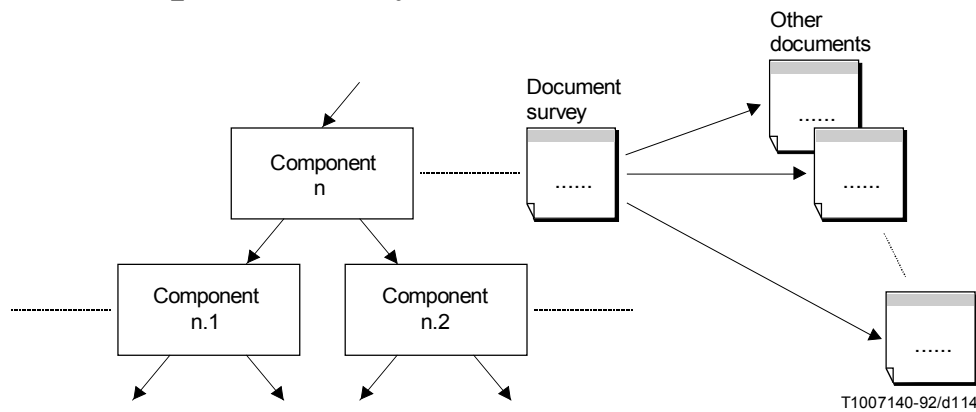 Other
documents
Document
survey
......
......
Component
n
......
Component
n.1
Component
n.2
......
T1007140-92/d114